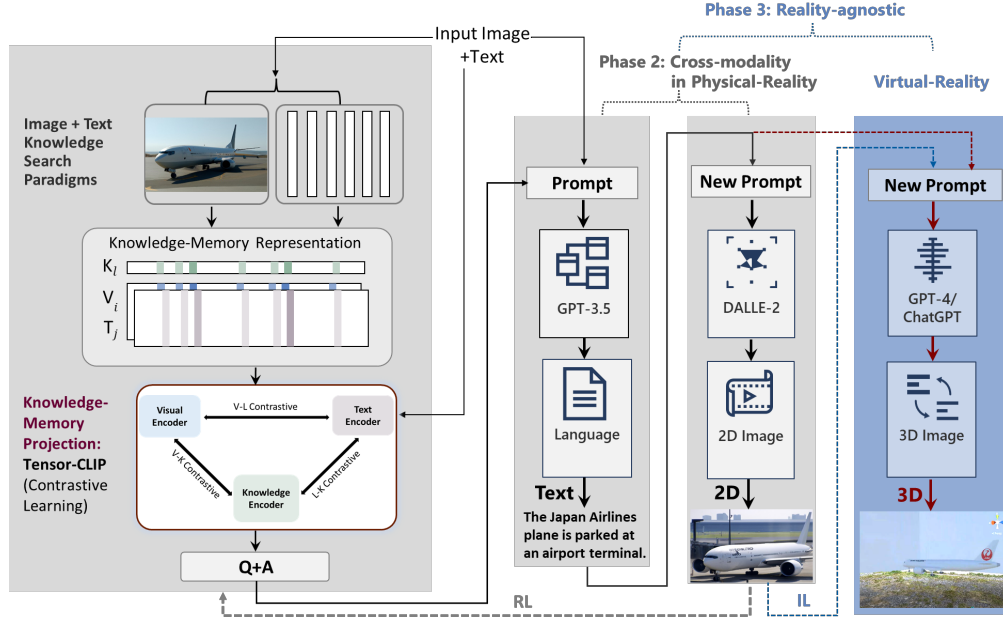 Phase 3: Reality-agnostic
Input Image
+Text
Phase 2: Cross-modality
in Physical-Reality
Virtual-Reality
Image + Text
Knowledge
Search
Paradigms
Prompt
New Prompt
New Prompt
Knowledge-Memory Representation
K_l
V_i
T_j
GPT-3.5
DALLE-2
GPT-4/
ChatGPT
Knowledge-
Memory
Projection:
Tensor-CLIP
(Contrastive
Learning)
Visual
Encoder
V-L Contrastive
Text
Encoder
V-K Contrastive
L-K Contrastive
Knowledge
Encoder
Language
2D Image
3D Image
Text
2D
3D
The Japan Airlines
plane is parked at
an airport terminal.
Q+A
RL
IL